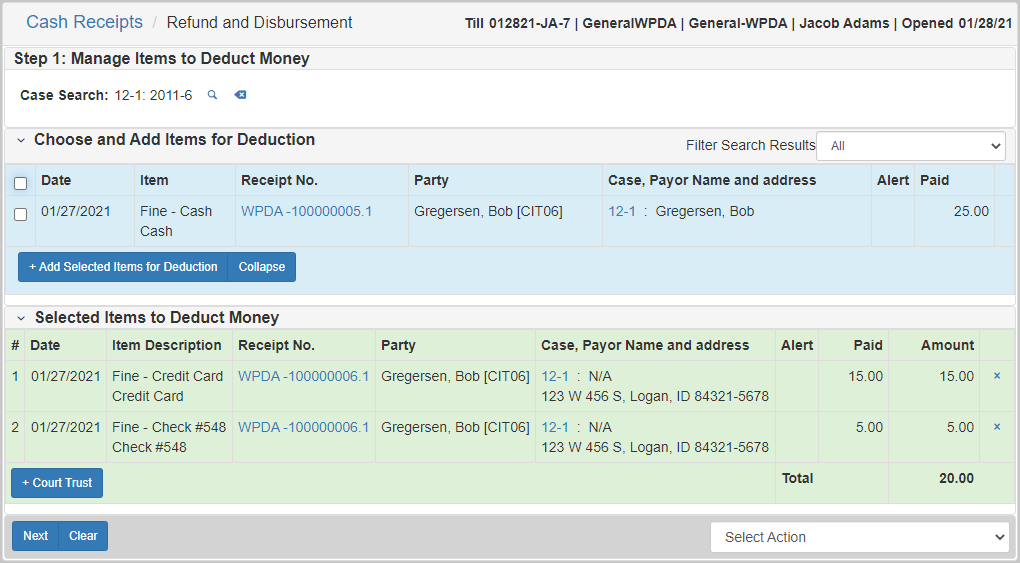 Cash Receipts / Refund and Disbursement Till 012821-JA-7 | GeneralWPDA | General-WPDA | Jacob Adams | Opened 01/28/21
Step 1: Manage Items to Deduct Money
Case Search: 12-1: 2011-6
Choose and Add Items for Deduction
Filter Search Results All
Date Item Receipt No. Party Case, Payor Name and address Alert Paid
01/27/2021 Fine - Cash WPDA -100000005.1 Gregersen, Bob [CIT06] 12-1 : Gregersen, Bob 25.00
Cash
+ Add Selected Items for Deduction Collapse
Selected Items to Deduct Money
# Date Item Description Receipt No. Party Case, Payor Name and address Alert Paid Amount
1 01/27/2021 Fine - Credit Card WPDA -100000006.1 Gregersen, Bob [CIT06] 12-1 : N/A 15.00 15.00 ×
Credit Card 123 W 456 S, Logan, ID 84321-5678
2 01/27/2021 Fine - Check #548 WPDA -100000006.1 Gregersen, Bob [CIT06] 12-1 : N/A 5.00 5.00 ×
Check #548 123 W 456 S, Logan, ID 84321-5678
+ Court Trust Total 20.00
Next Clear Select Action